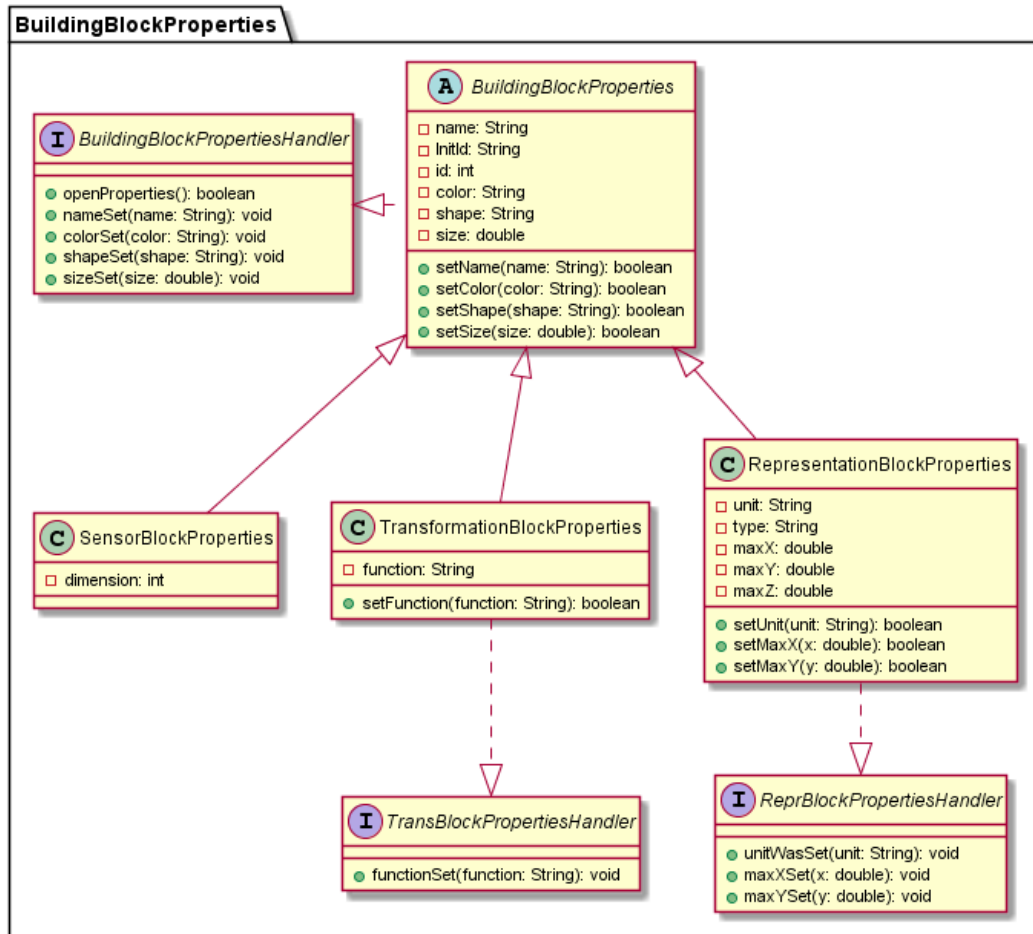 BuildingBlockProperties
A BuildingBlockProperties
name: String
InitId: String
id: int
color: String
shape: String
size: double
setName(name: String): boolean
setColor(color: String): boolean
setShape(shape: String): boolean
setSize(size: double): boolean
I BuildingBlockPropertiesHandler
openProperties(): boolean
nameSet(name: String): void
colorSet(color: String): void
shapeSet(shape: String): void
sizeSet(size: double): void
C SensorBlockProperties
dimension: int
C TransformationBlockProperties
function: String
setFunction(function: String): boolean
C RepresentationBlockProperties
unit: String
type: String
maxX: double
maxY: double
maxZ: double
setUnit(unit: String): boolean
setMaxX(x: double): boolean
setMaxY(y: double): boolean
I TransBlockPropertiesHandler
functionSet(function: String): void
I ReprBlockPropertiesHandler
unitWasSet(unit: String): void
maxXSet(x: double): void
maxYSet(y: double): void